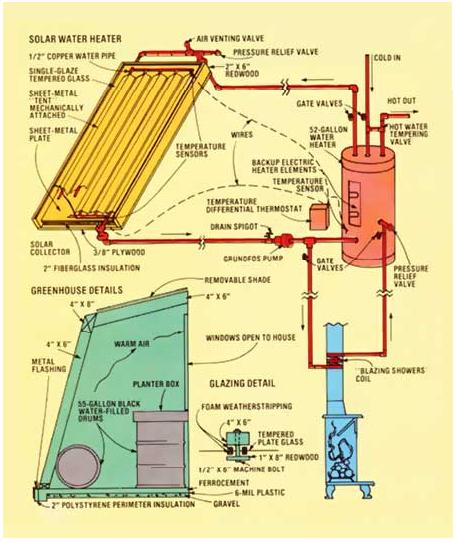 SOLAR WATER HEATER
AIR VENTING VALVE
PRESSURE RELIEF VALVE
1/2" COPPER WATER PIPE
2" X 6"
REDWOOD
COLD IN
SINGLE-GLAZE
TEMPERED GLASS
SHEET-METAL
"TENT"
MECHANICALLY
ATTACHED
SHEET-METAL
PLATE
GATE VALVES
HOT OUT
WIRES
52-GALLON
WATER
HEATER
HOT WATER
TEMPERING
VALVE
TEMPERATURE
SENSORS
BACKUP ELECTRIC
HEATER ELEMENTS
TEMPERATURE
SENSOR
TEMPERATURE
DIFFERENTIAL THERMOSTAT
DRAIN SPIGOT
SOLAR
COLLECTOR
3/8" PLYWOOD
2" FIBERGLASS INSULATION
GRUNDFOS PUMP
GATE
VALVES
PRESSURE
RELIEF
VALVE
GREENHOUSE DETAILS
REMOVABLE SHADE
4" X 8"
4" X 6"
4" X 6"
WARM AIR
WINDOWS OPEN TO HOUSE
METAL
FLASHING
PLANTER BOX
GLAZING DETAIL
"BLAZING SHOWERS"
COIL
55-GALLON BLACK
WATER-FILLED
DRUMS
FOAM WEATHERSTRIPPING
4" X 6"
TEMPERED
PLATE GLASS
1" X 8" REDWOOD
1/2" X 6" MACHINE BOLT
FERROCEMENT
6-MIL PLASTIC
GRAVEL
2" POLYSTYRENE PERIMETER INSULATION